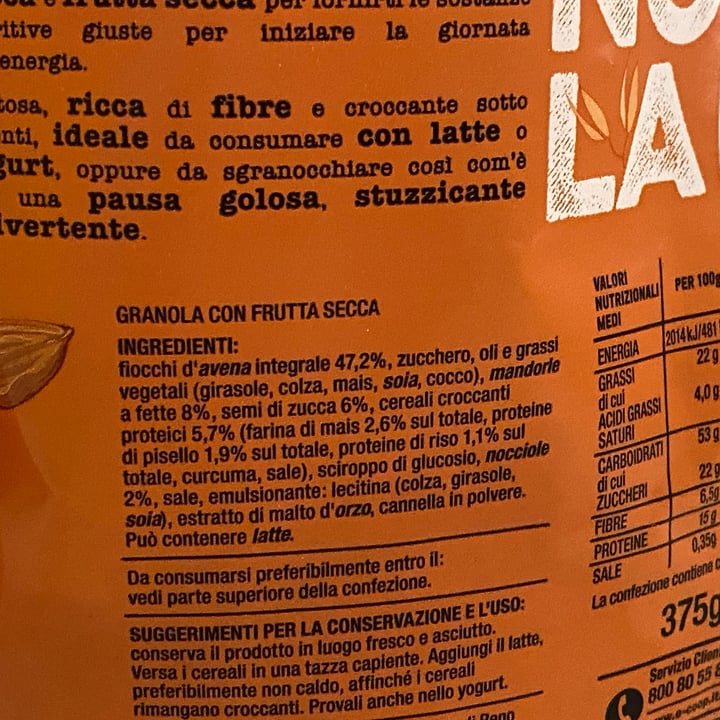 frutta secca per fornirti le sostanze
giuste per iniziare la giornata
energia.
ricca di fibre e croccante sotto
ideale da consumare con latte o
oppure da sgranocchiare così com'è
una pausa golosa, stuzzicante
LA
GRANOLA CON FRUTTA SECCA
INGREDIENTI:
fiocchi d'avena integrale 47,2%, zucchero, oli e grassi
vegetali (girasole, colza, mais, soia, cocco), mandorle
a fette 8%, semi di zucca 6%, cereali croccanti
proteici 5,7% (farina di mais 2,6% sul totale, proteine
di pisello 1,9% sul totale, proteine di riso 1,1% sul
totale, curcuma, sale), sciroppo di glucosio, nocciole
2%, sale, emulsionante: lecitina (colza, girasole,
soia), estratto di malto d'orzo, cannella in polvere.
Può contenere latte.
Da consumarsi preferibilmente entro il:
vedi parte superiore della confezione.
SUGGERIMENTI PER LA CONSERVAZIONE E L'USO:
conserva il prodotto in luogo fresco e asciutto.
Versa i cereali in una tazza capiente. Aggiungi il latte,
preferibilmente non caldo, affinché i cereali
rimangano croccanti. Provali anche nello yogurt.
VALORI
NUTRIZIONALI
MEDI
PER 100g
ENERGIA 2014 kJ/481
GRASSI 22 g
di cui
ACIDI GRASSI
SATURI 4,0 g
CARBOIDRATI 53 g
di cui
ZUCCHERI 22 g
FIBRE 6,5g
PROTEINE 15 g
SALE 0,35g
La confezione contiene
375g
Servizio
800 80 55